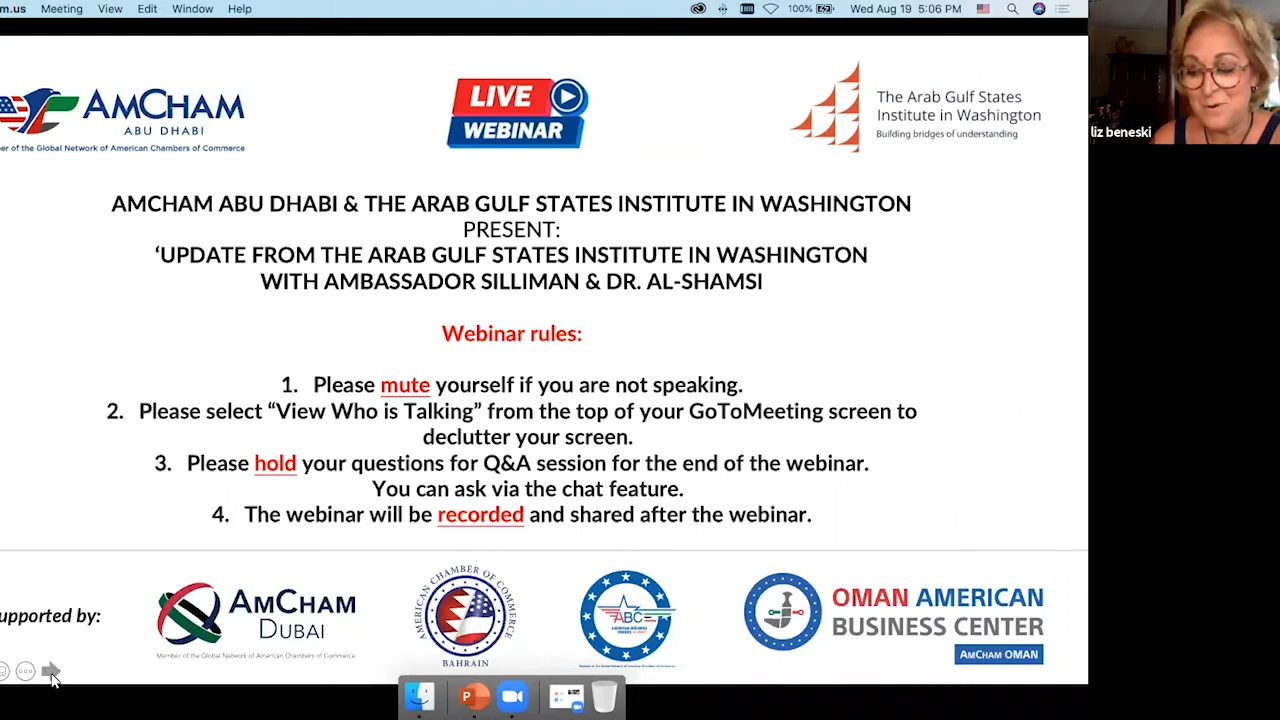 m.us Meeting View Edit Window Help 100% Wed Aug 19 5:06 PM
AMCHAM
ABU DHABI
er of the Global Network of American Chambers of Commerce
LIVE
WEBINAR
The Arab Gulf States
Institute in Washington
Building bridges of understanding
liz beneski
AMCHAM ABU DHABI & THE ARAB GULF STATES INSTITUTE IN WASHINGTON
PRESENT:
‘UPDATE FROM THE ARAB GULF STATES INSTITUTE IN WASHINGTON
WITH AMBASSADOR SILLIMAN & DR. AL-SHAMSI
Webinar rules:
1. Please mute yourself if you are not speaking.
2. Please select “View Who is Talking” from the top of your GoToMeeting screen to
declutter your screen.
3. Please hold your questions for Q&A session for the end of the webinar.
You can ask via the chat feature.
4. The webinar will be recorded and shared after the webinar.
upported by:
AMCHAM
DUBAI
Member of the Global Network of American Chambers of Commerce
AMERICAN CHAMBER OF COMMERCE
BAHRAIN
ABC
OMAN AMERICAN
BUSINESS CENTER
AMCHAM OMAN
P